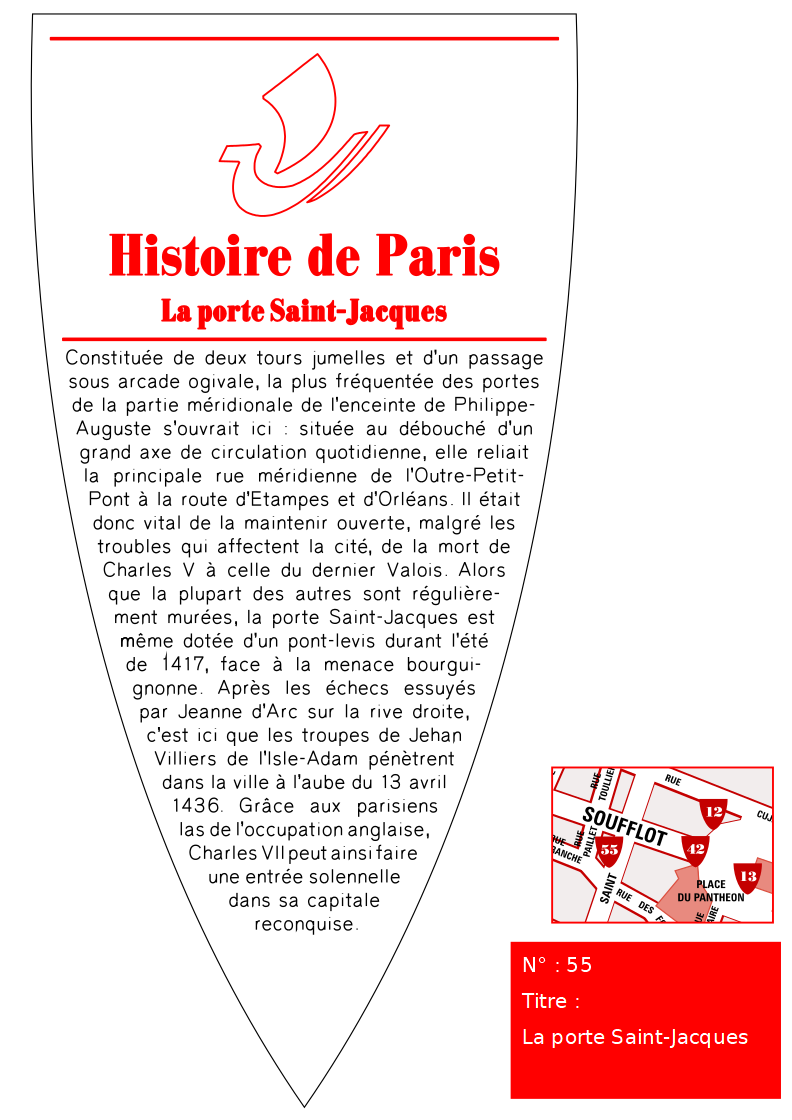 Histoire de Paris
La porte Saint-Jacques
Constituée de deux tours jumelles et d'un passage
sous arcade ogivale, la plus fréquentée des portes
de la partie méridionale de l'enceinte de Philippe-
Auguste s'ouvrait ici : située au débouché d'un
grand axe de circulation quotidienne, elle reliait
la principale rue méridienne de l'Outre-Petit-
Pont à la route d'Etampes et d'Orléans. Il était
donc vital de la maintenir ouverte, malgré les
troubles qui affectent la cité, de la mort de
Charles V à celle du dernier Valois. Alors
que la plupart des autres sont régulière-
ment murées, la porte Saint-Jacques est
même dotée d'un pont-levis durant l'été
de 1417, face à la menace bourgui-
gnonne. Après les échecs essuyés
par Jeanne d'Arc sur la rive droite,
c'est ici que les troupes de Jehan
Villiers de l'Isle-Adam pénètrent
dans la ville à l'aube du 13 avril
1436. Grâce aux parisiens
las de l'occupation anglaise,
Charles VII peut ainsi faire
une entrée solennelle
dans sa capitale
reconquise.
RUE
TOULLIE
RUE
CUJ
12
SOUFFLOT
RUE
PAILLET
55
42
RUE
ANCHE
13
SAINT
PLACE
DU PANTHEON
RUE DES F
UE
AIRE
N° : 55
Titre :
La porte Saint-Jacques